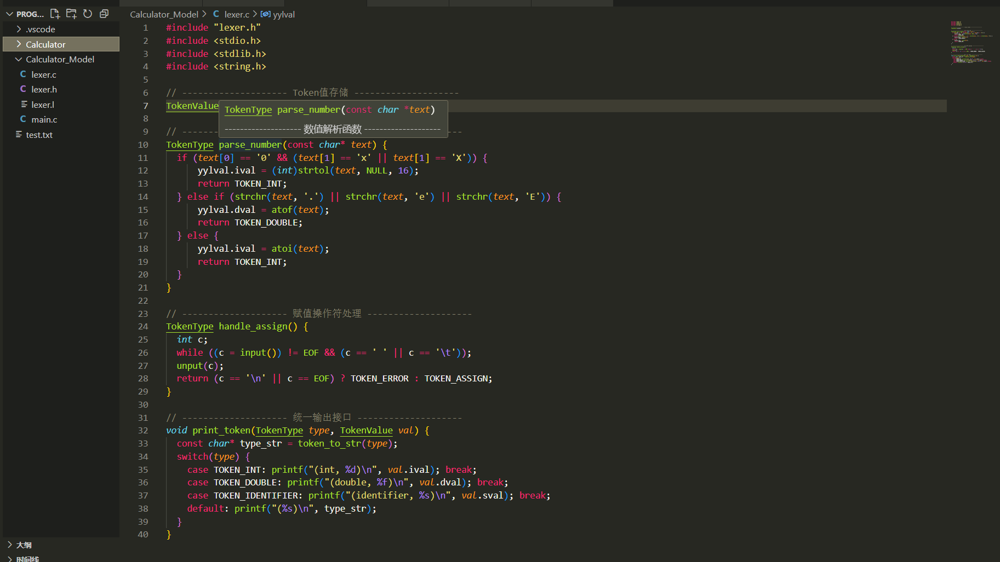 PROG...
.vscode
Calculator
Calculator_Model
lexer.c
lexer.h
lexer.l
main.c
test.txt
大纲
时间线
Calculator_Model > C lexer.c > yylval
1 #include "lexer.h"
2 #include <stdio.h>
3 #include <stdlib.h>
4 #include <string.h>
5
6 // -------------------- Token值存储 --------------------
7 TokenValue
TokenType parse_number(const char *text)
-------------------- 数值解析函数 --------------------
8
9 // --------------------
10 TokenType parse_number(const char* text) {
11 if (text[0] == '0' && (text[1] == 'x' || text[1] == 'X')) {
12 yylval.ival = (int)strtol(text, NULL, 16);
13 return TOKEN_INT;
14 } else if (strchr(text, '.') || strchr(text, 'e') || strchr(text, 'E')) {
15 yylval.dval = atof(text);
16 return TOKEN_DOUBLE;
17 } else {
18 yylval.ival = atoi(text);
19 return TOKEN_INT;
20 }
21 }
22
23 // -------------------- 赋值操作符处理 --------------------
24 TokenType handle_assign() {
25 int c;
26 while ((c = input()) != EOF && (c == ' ' || c == '\t'));
27 unput(c);
28 return (c == '\n' || c == EOF) ? TOKEN_ERROR : TOKEN_ASSIGN;
29 }
30
31 // -------------------- 统一输出接口 --------------------
32 void print_token(TokenType type, TokenValue val) {
33 const char* type_str = token_to_str(type);
34 switch(type) {
35 case TOKEN_INT: printf("(int, %d)\n", val.ival); break;
36 case TOKEN_DOUBLE: printf("(double, %f)\n", val.dval); break;
37 case TOKEN_IDENTIFIER: printf("(identifier, %s)\n", val.sval); break;
38 default: printf("(%s)\n", type_str);
39 }
40 }